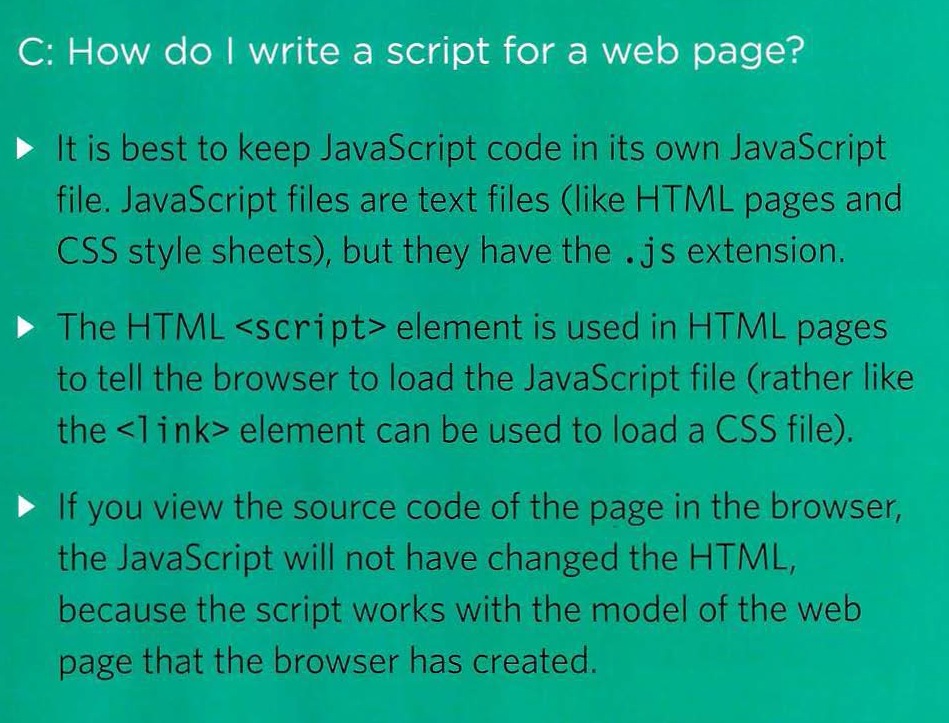 C: How do I write a script for a web page?
It is best to keep JavaScript code in its own JavaScript
file. JavaScript files are text files (like HTML pages and
CSS style sheets), but they have the .js extension.
The HTML <script> element is used in HTML pages
to tell the browser to load the JavaScript file (rather like
the <link> element can be used to load a CSS file).
If you view the source code of the page in the browser,
the JavaScript will not have changed the HTML,
because the script works with the model of the web
page that the browser has created.